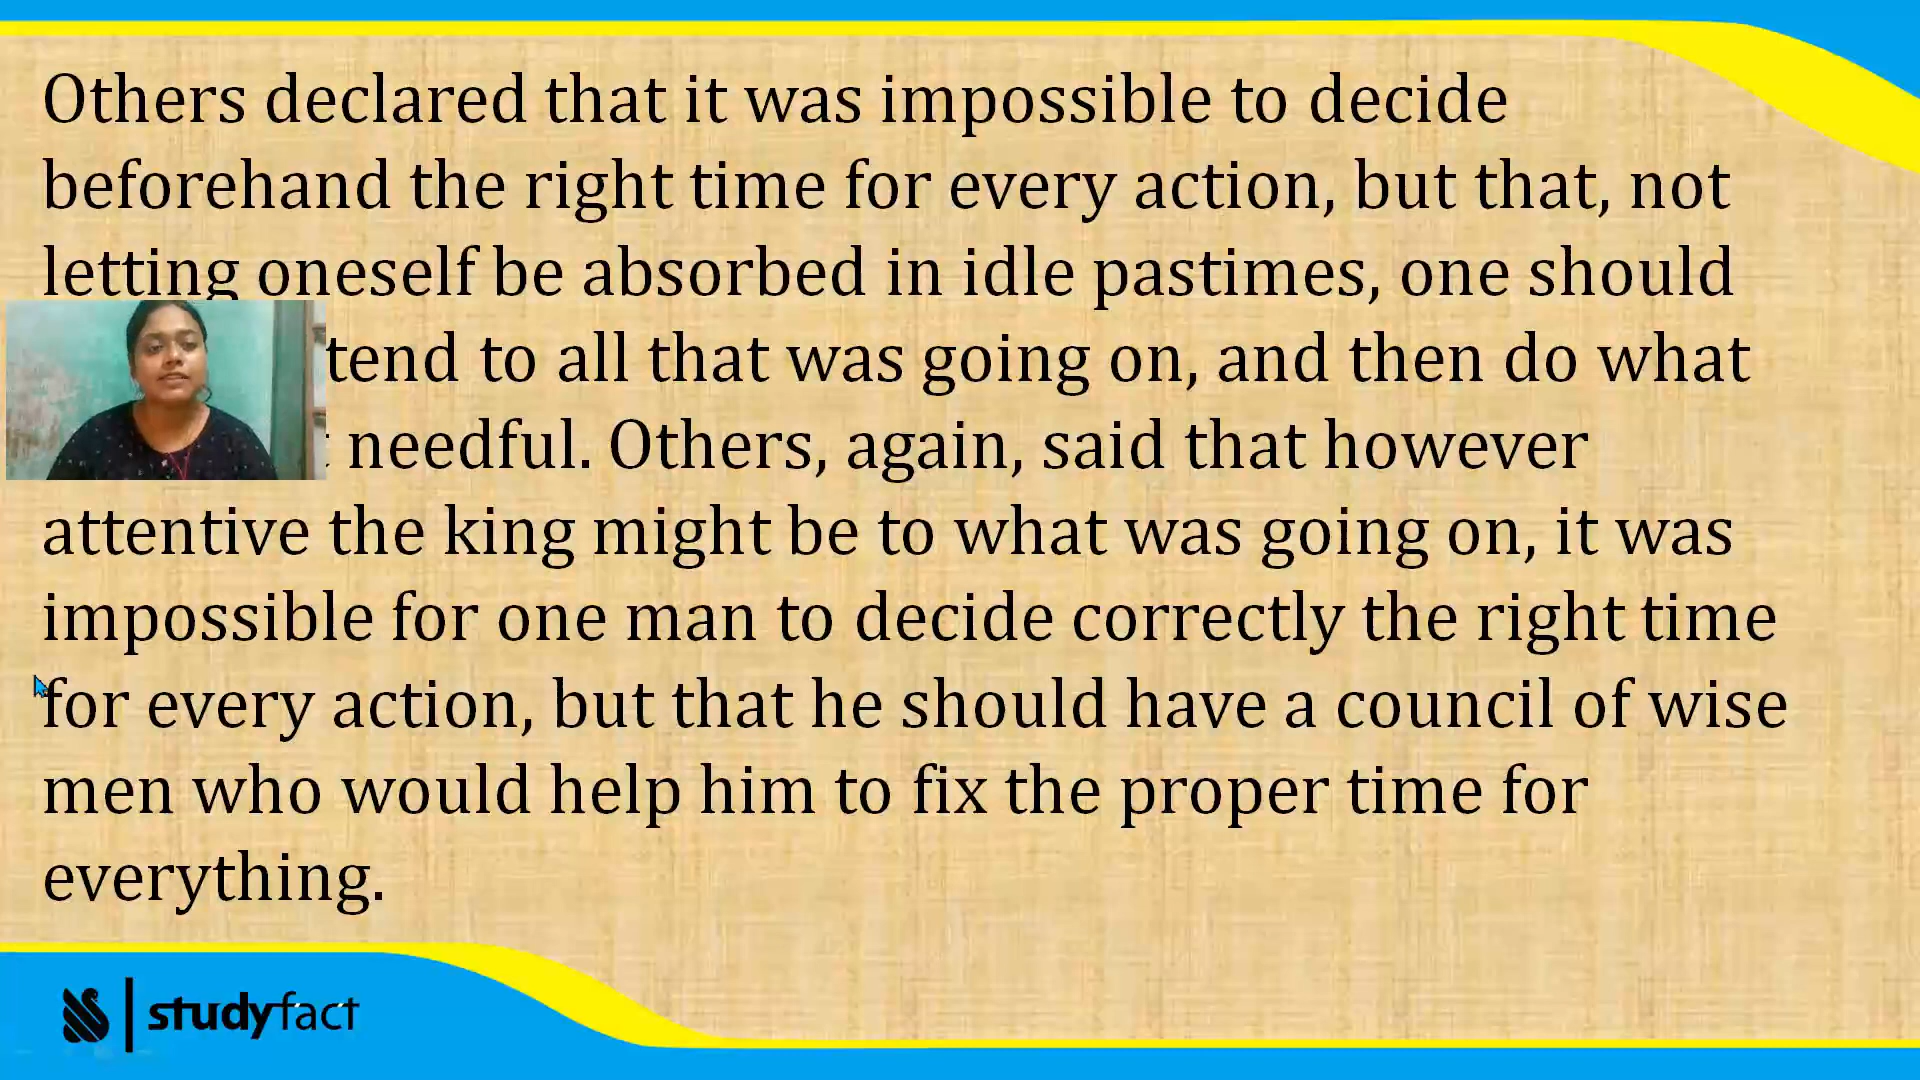 Others declared that it was impossible to decide
beforehand the right time for every action, but that, not
letting oneself be absorbed in idle pastimes, one should
tend to all that was going on, and then do what
needful. Others, again, said that however
attentive the king might be to what was going on, it was
impossible for one man to decide correctly the right time
for every action, but that he should have a council of wise
men who would help him to fix the proper time for
everything.
studyfact